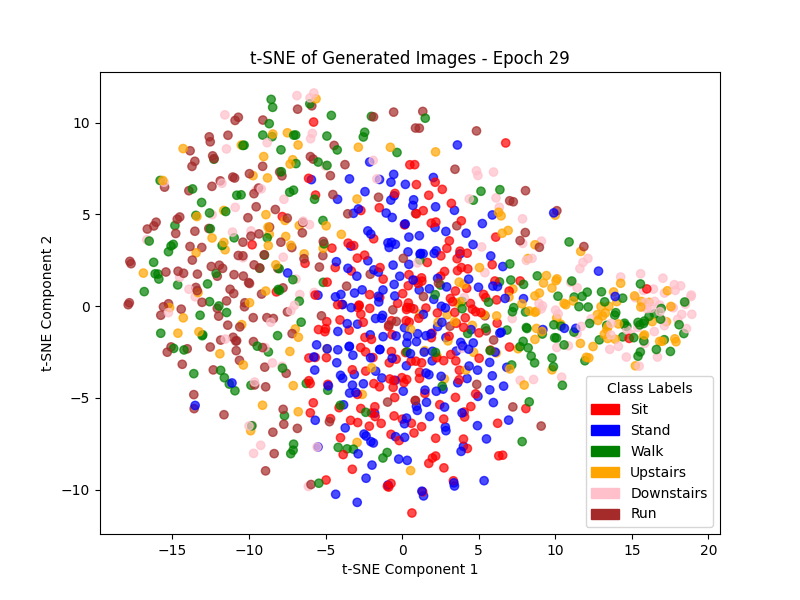 t-SNE of Generated Images - Epoch 29
t-SNE Component 2
10
5
0
−5
−10
Class Labels
Sit
Stand
Walk
Upstairs
Downstairs
Run
−15
−10
−5
0
5
10
15
20
t-SNE Component 1